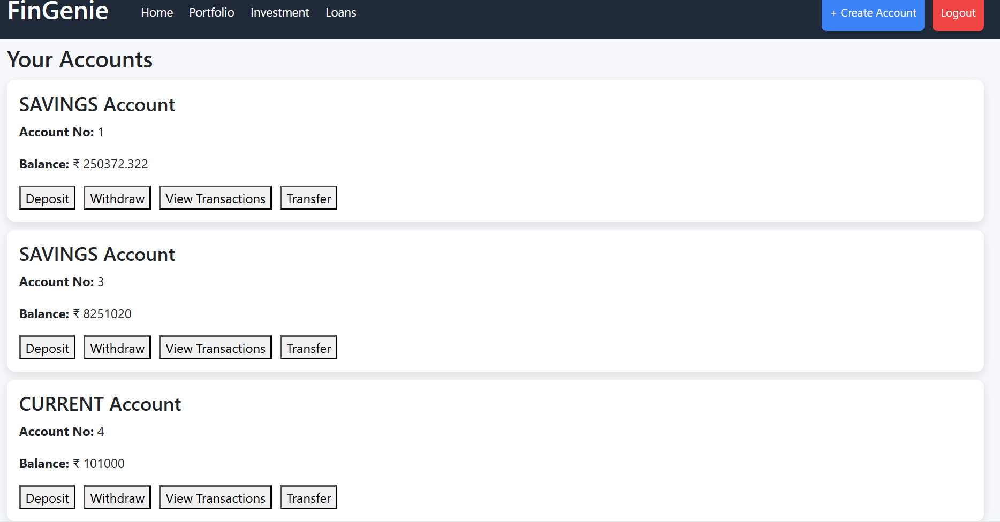 FinGenie Home Portfolio Investment Loans + Create Account Logout
Your Accounts
SAVINGS Account
Account No: 1
Balance: ₹ 250372.322
Deposit Withdraw View Transactions Transfer
SAVINGS Account
Account No: 3
Balance: ₹ 8251020
Deposit Withdraw View Transactions Transfer
CURRENT Account
Account No: 4
Balance: ₹ 101000
Deposit Withdraw View Transactions Transfer